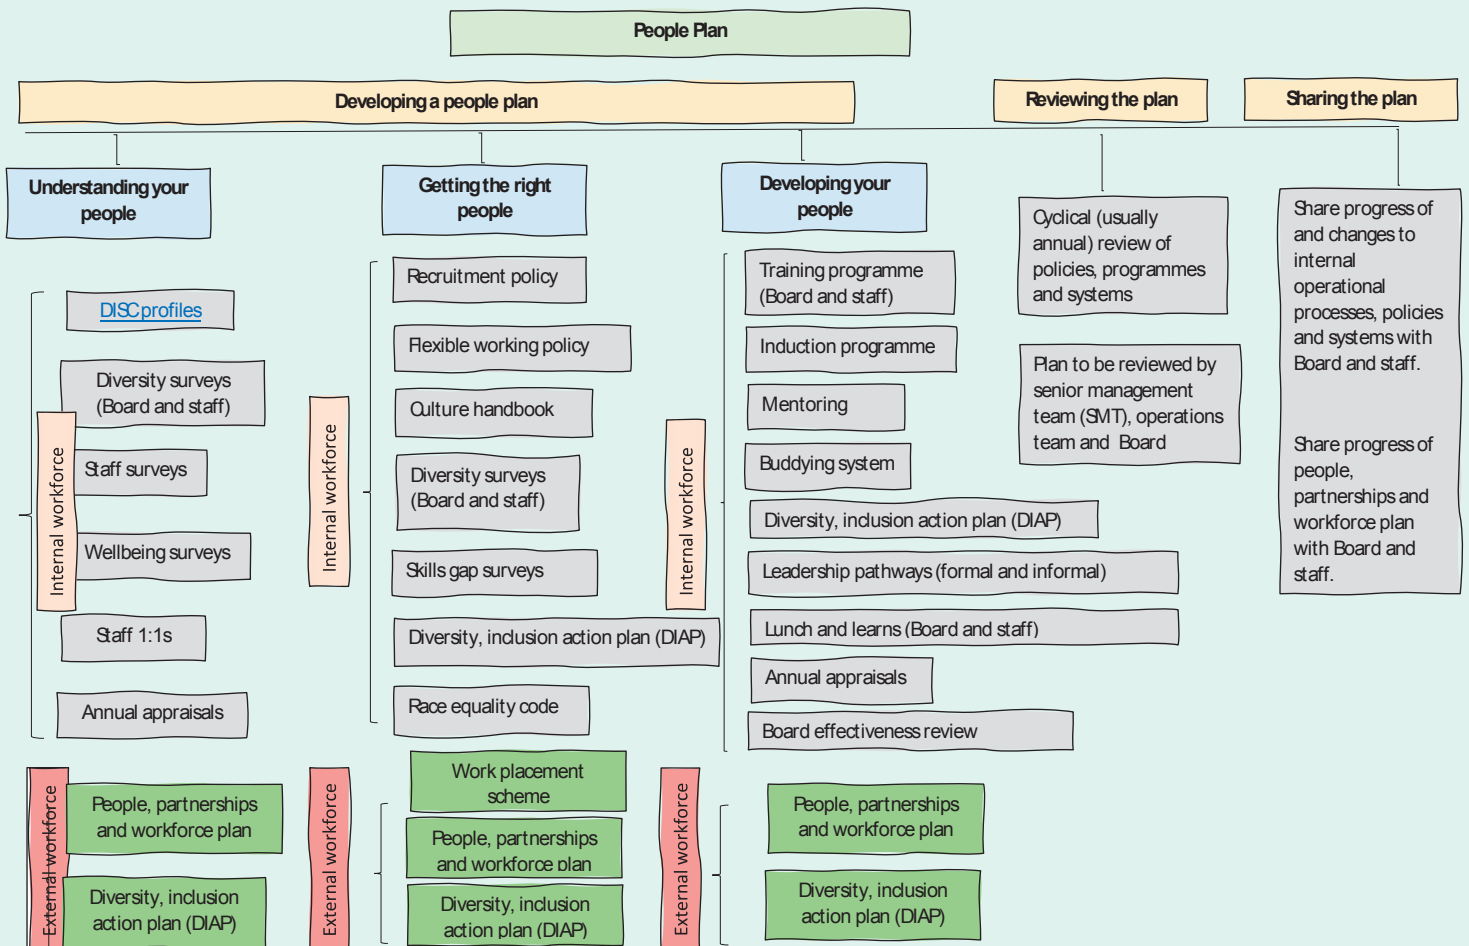 People Plan
Developing a people plan
Reviewing the plan
Sharing the plan
Understanding your
people
Internal workforce
DISC profiles
Diversity surveys
(Board and staff)
Staff surveys
Wellbeing surveys
Staff 1:1s
Annual appraisals
External workforce
People, partnerships
and workforce plan
Diversity, inclusion
action plan (DIAP)
Getting the right
people
Internal workforce
Recruitment policy
Flexible working policy
Culture handbook
Diversity surveys
(Board and staff)
Skills gap surveys
Diversity, inclusion action plan (DIAP)
Race equality code
External workforce
Work placement
scheme
People, partnerships
and workforce plan
Diversity, inclusion
action plan (DIAP)
Developing your
people
Internal workforce
Training programme
(Board and staff)
Induction programme
Mentoring
Buddying system
Diversity, inclusion action plan (DIAP)
Leadership pathways (formal and informal)
Lunch and learns (Board and staff)
Annual appraisals
Board effectiveness review
External workforce
People, partnerships
and workforce plan
Diversity, inclusion
action plan (DIAP)
Cyclical (usually
annual) review of
policies, programmes
and systems
Plan to be reviewed by
senior management
team (SMT), operations
team and Board
Share progress of
and changes to
internal
operational
processes, policies
and systems with
Board and staff.
Share progress of
people,
partnerships and
workforce plan
with Board and
staff.